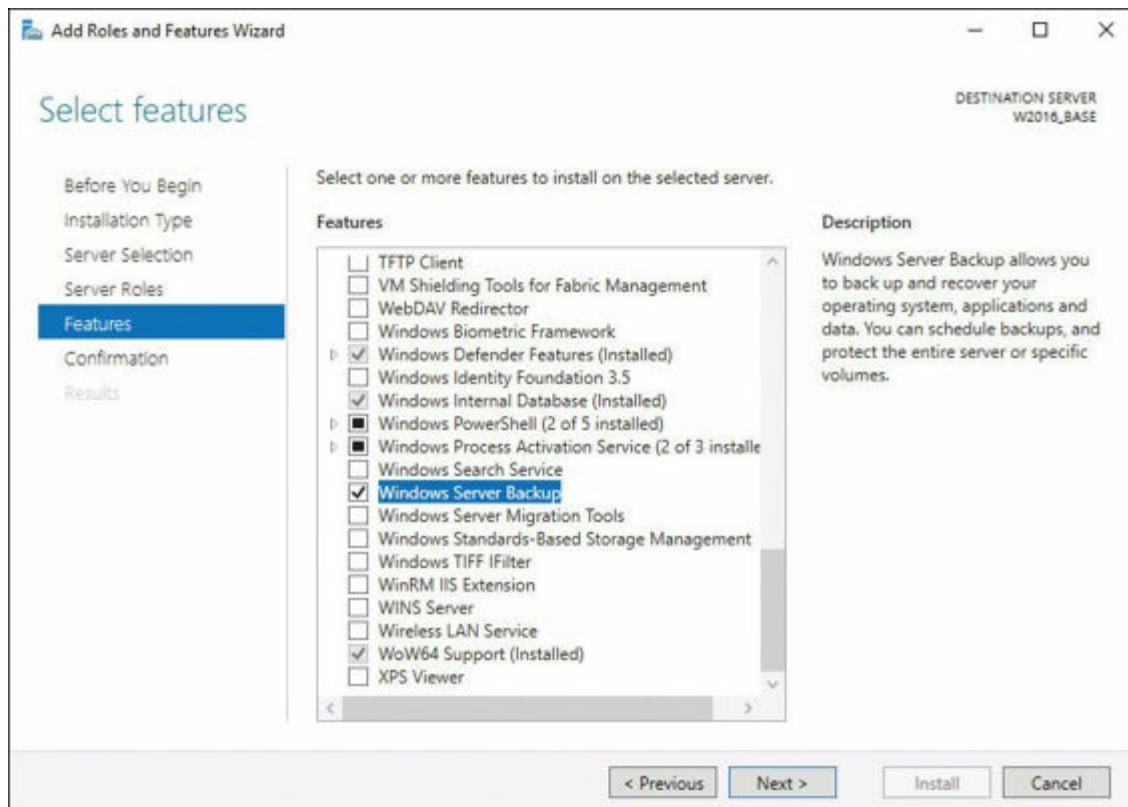 Add Roles and Features Wizard
Select features
DESTINATION SERVER
W2016_BASE
Before You Begin
Installation Type
Server Selection
Server Roles
Features
Confirmation
Results
Select one or more features to install on the selected server.
Features
TFTP Client
VM Shielding Tools for Fabric Management
WebDAV Redirector
Windows Biometric Framework
Windows Defender Features (Installed)
Windows Identity Foundation 3.5
Windows Internal Database (Installed)
Windows PowerShell (2 of 5 installed)
Windows Process Activation Service (2 of 3 installe
Windows Search Service
Windows Server Backup
Windows Server Migration Tools
Windows Standards-Based Storage Management
Windows TIFF IFilter
WinRM IIS Extension
WINS Server
Wireless LAN Service
WoW64 Support (Installed)
XPS Viewer
Description
Windows Server Backup allows you
to back up and recover your
operating system, applications and
data. You can schedule backups, and
protect the entire server or specific
volumes.
< Previous
Next >
Install
Cancel